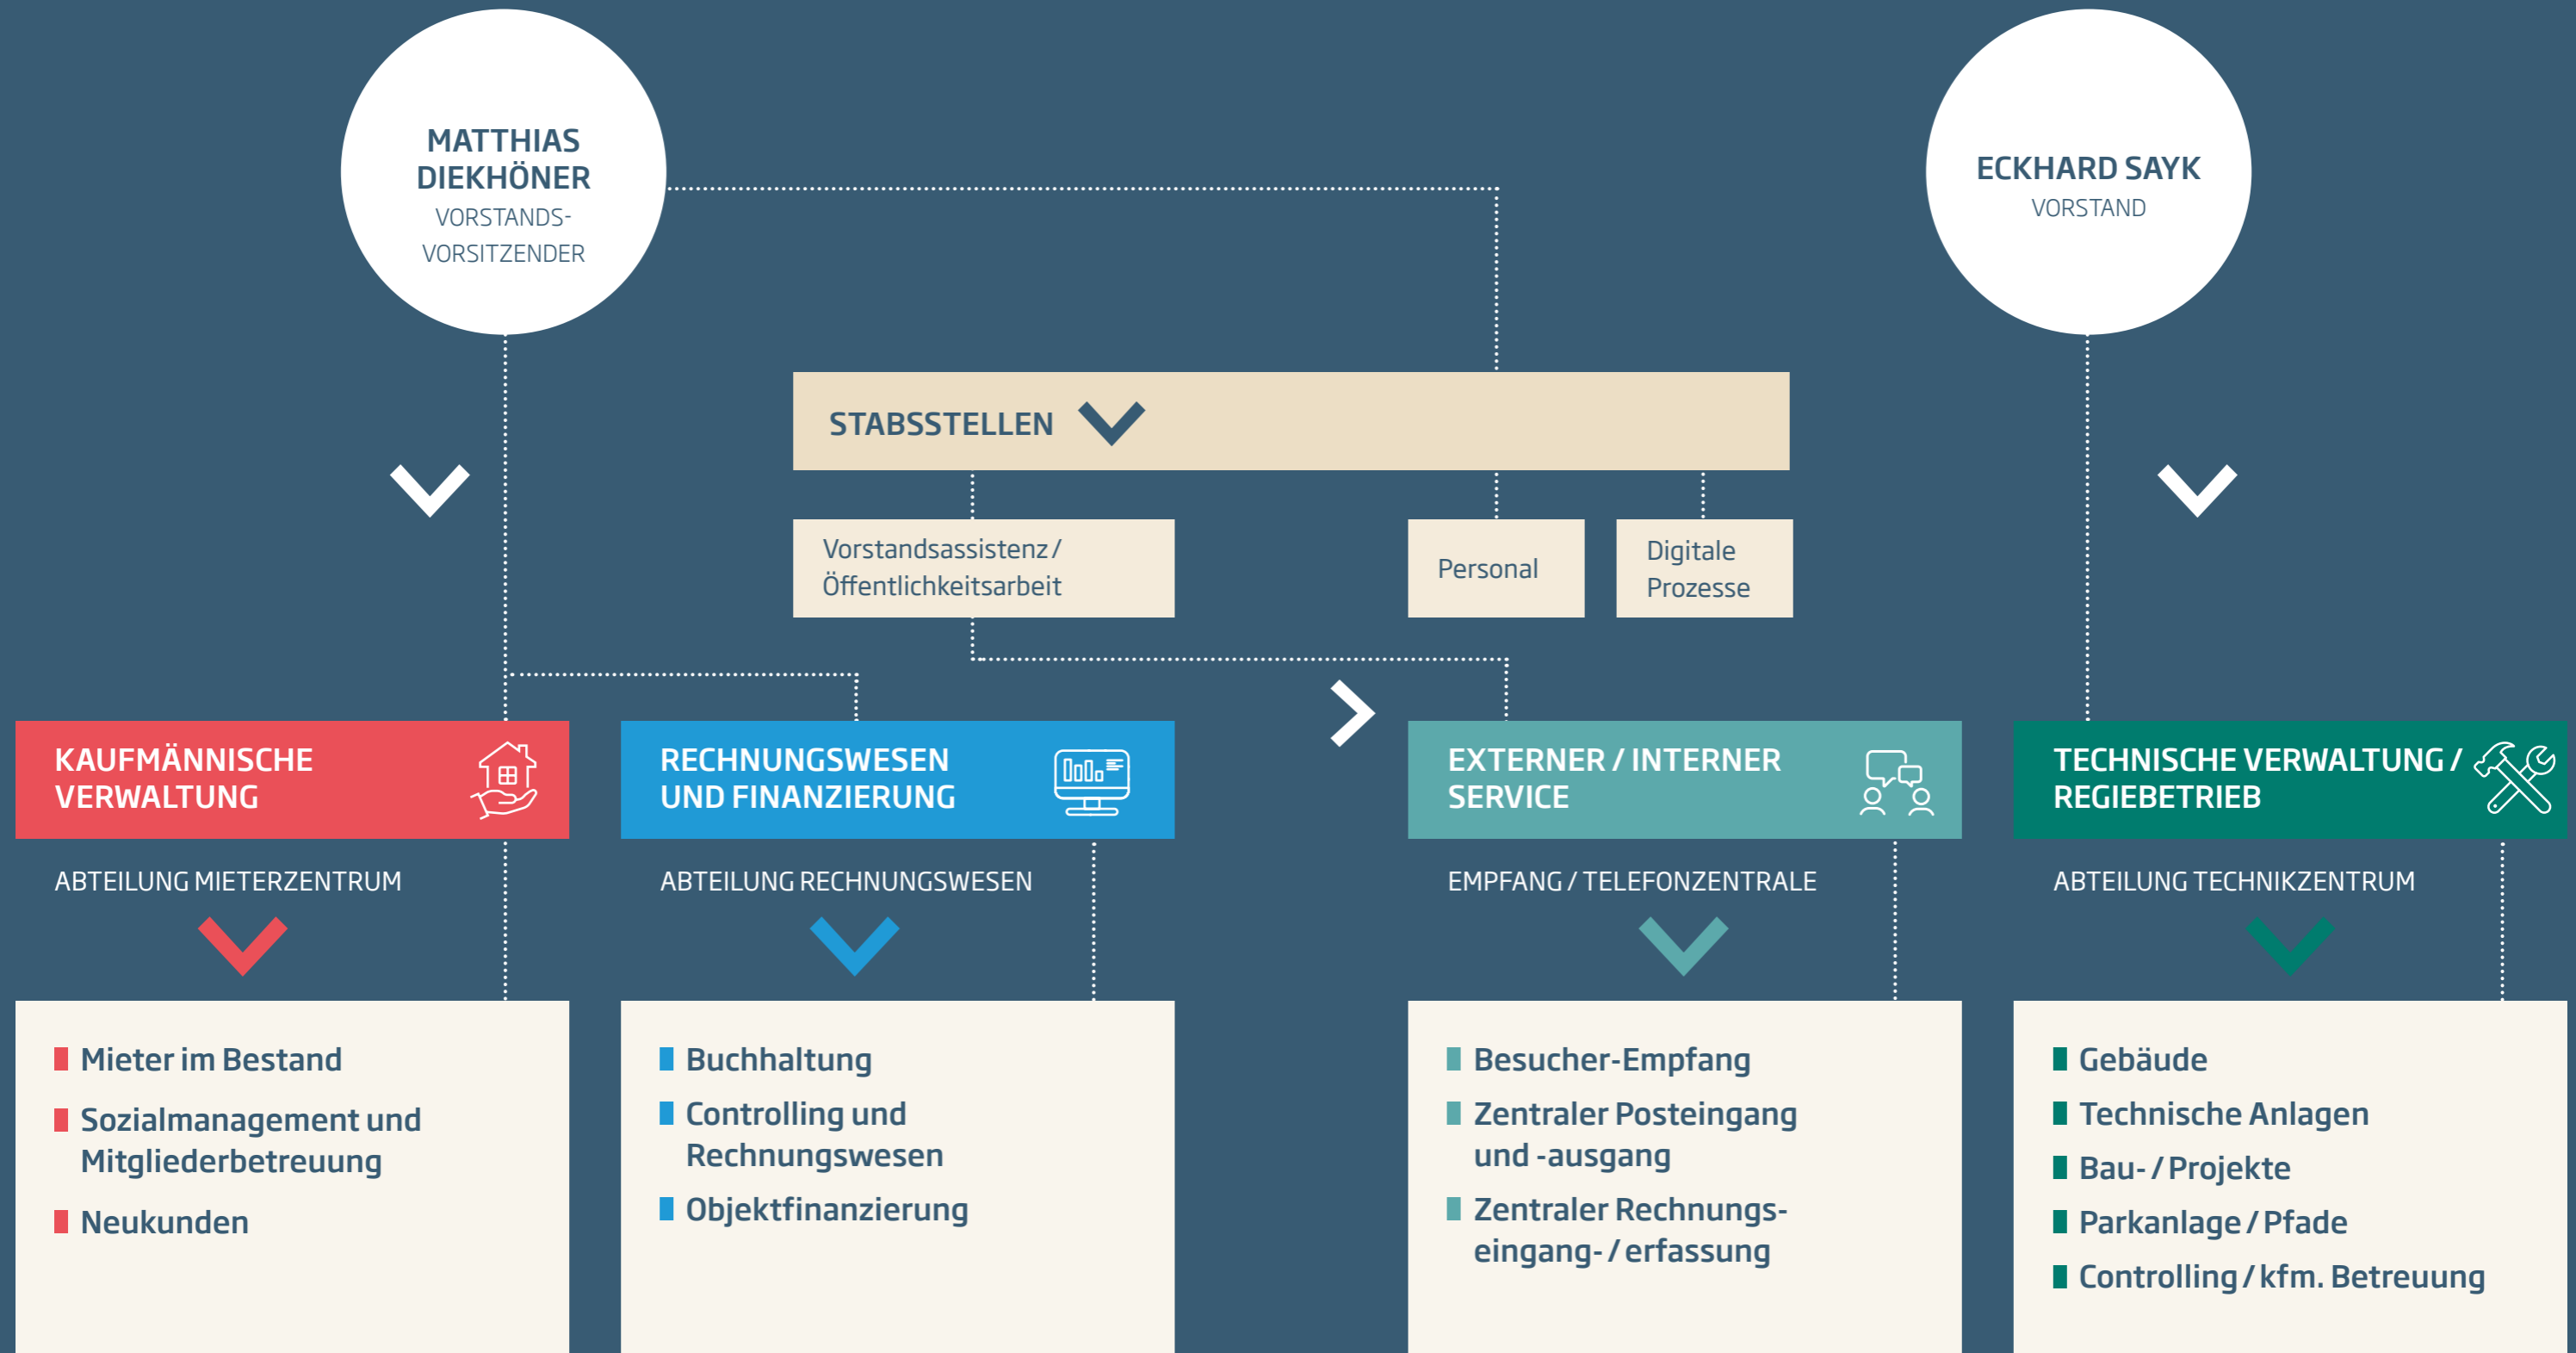 MATTHIAS
DIEKHÖNER
VORSTANDS-
VORSITZENDER
ECKHARD SAYK
VORSTAND
STABSSTELLEN
Vorstandsassistenz /
Öffentlichkeitsarbeit
Personal
Digitale
Prozesse
KAUFMÄNNISCHE
VERWALTUNG
ABTEILUNG MIETERZENTRUM
Mieter im Bestand
Sozialmanagement und
Mitgliederbetreuung
Neukunden
RECHNUNGSWESEN
UND FINANZIERUNG
ABTEILUNG RECHNUNGSWESEN
Buchhaltung
Controlling und
Rechnungswesen
Objektfinanzierung
EXTERNER / INTERNER
SERVICE
EMPFANG / TELEFONZENTRALE
Besucher-Empfang
Zentraler Posteingang
und -ausgang
Zentraler Rechnungs-
eingang- / erfassung
TECHNISCHE VERWALTUNG /
REGIEBETRIEB
ABTEILUNG TECHNIKZENTRUM
Gebäude
Technische Anlagen
Bau- / Projekte
Parkanlage / Pfade
Controlling / kfm. Betreuung